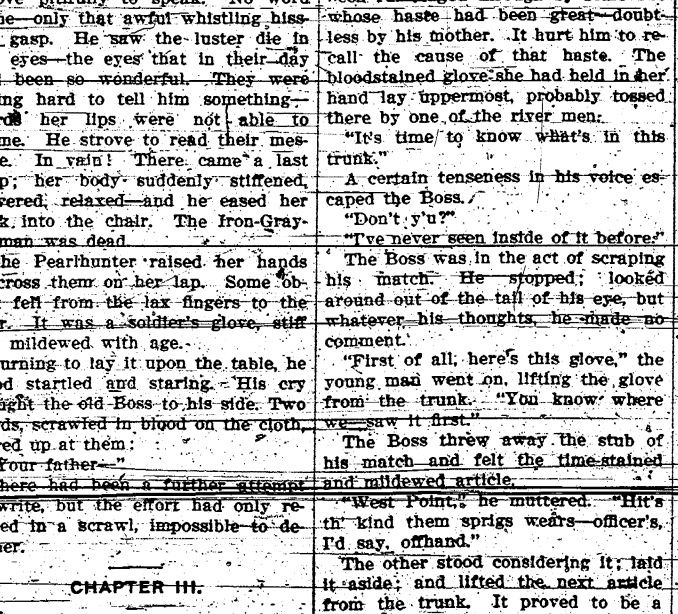 to speak. No word
me—only that awful whistling hiss-
gasp. He saw the luster die in
eyes—the eyes that in their day
been so wonderful. They were
ing hard to tell him something—
her lips were not able to
me. He strove to read their mes-
e. In vain! There came a last
p; her body suddenly stiffened,
vered, relaxed—and he eased her
k into the chair. The Iron-Gray-
man was dead.
he Pearlhunter raised her hands
cross them on her lap. Some ob-
fell from the lax fingers to the
r. It was a soldier's glove, stiff
mildewed with age.
urning to lay it upon the table, he
od startled and staring. His cry
ught the old Boss to his side. Two
ds, scrawled in blood on the cloth,
red up at them:
Your father—"
here had been a further attempt
write, but the effort had only re-
ed in a scrawl, impossible to de-
her.
CHAPTER III.
whose haste had been great—doubt-
less by his mother. It hurt him to re-
call the cause of that haste. The
bloodstained glove she had held in her
hand lay uppermost, probably tossed
there by one of the river men.
"It's time to know what's in this
trunk."
A certain tenseness in his voice es-
caped the Boss.
"Don't y'u?"
"I've never seen inside of it before."
The Boss was in the act of scraping
his match. He stopped; looked
around out of the tail of his eye, but
whatever his thoughts, he made no
comment.
"First of all, here's this glove," the
young man went on, lifting the glove
from the trunk. "You know where
we saw it first."
The Boss threw away the stub of
his match and felt the time-stained
and mildewed article.
"West Point," he muttered. "Hit's
th' kind them sprigs wears—officer's,
I'd say, offhand."
The other stood considering it; laid
it aside; and lifted the next article
from the trunk. It proved to be a